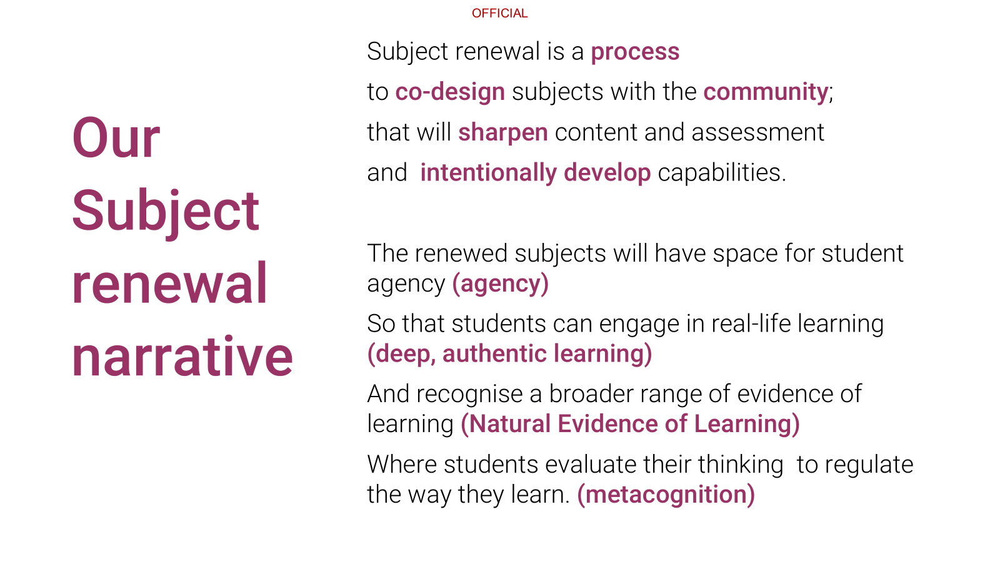 OFFICIAL
Our
Subject
renewal
narrative
Subject renewal is a process
to co-design subjects with the community;
that will sharpen content and assessment
and  intentionally develop capabilities.
The renewed subjects will have space for student
agency (agency)
So that students can engage in real-life learning
(deep, authentic learning)
And recognise a broader range of evidence of
learning (Natural Evidence of Learning)
Where students evaluate their thinking  to regulate
the way they learn. (metacognition)